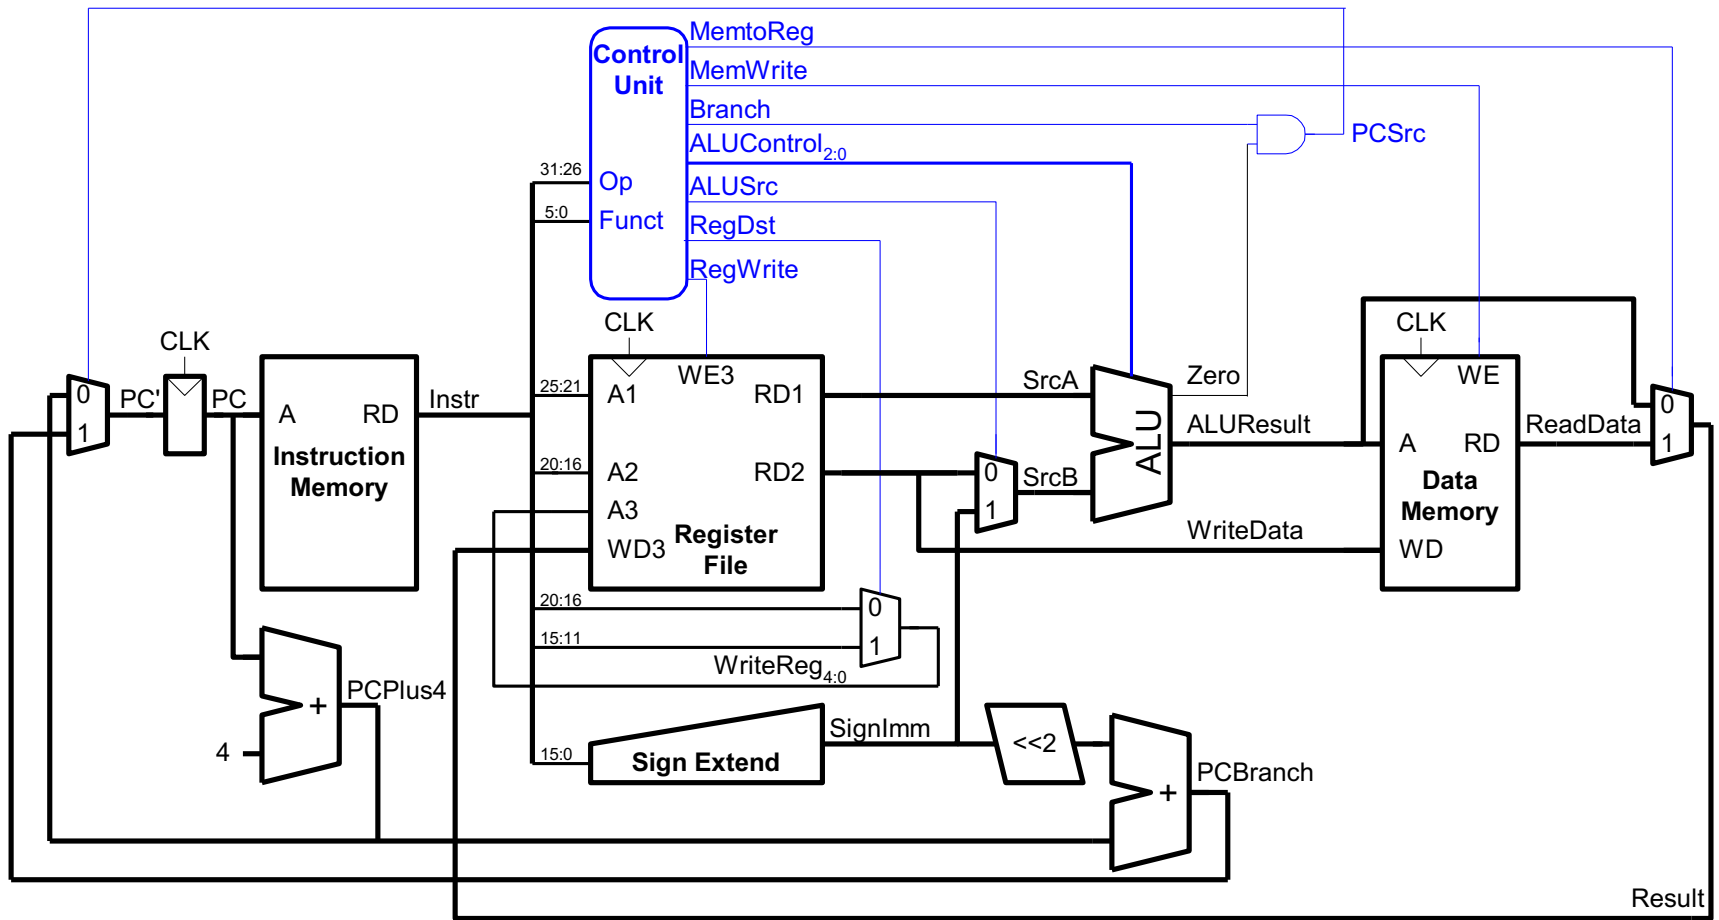 MemtoReg
Control
Unit
MemWrite
Branch
ALUControl2:0
PCSrc
31:26
Op
ALUSrc
5:0
Funct
RegDst
RegWrite
CLK
CLK
CLK
0
1
PC'
PC
A
RD
Instruction
Memory
Instr
25:21
A1
WE3
RD1
20:16
A2
RD2
A3
WD3
Register
File
SrcA
0
1
SrcB
ALU
Zero
ALUResult
WriteData
WE
A
RD
Data
Memory
WD
ReadData
0
1
20:16
0
15:11
1
WriteReg4:0
PCPlus4
+
4
15:0
Sign Extend
SignImm
<<2
PCBranch
+
Result